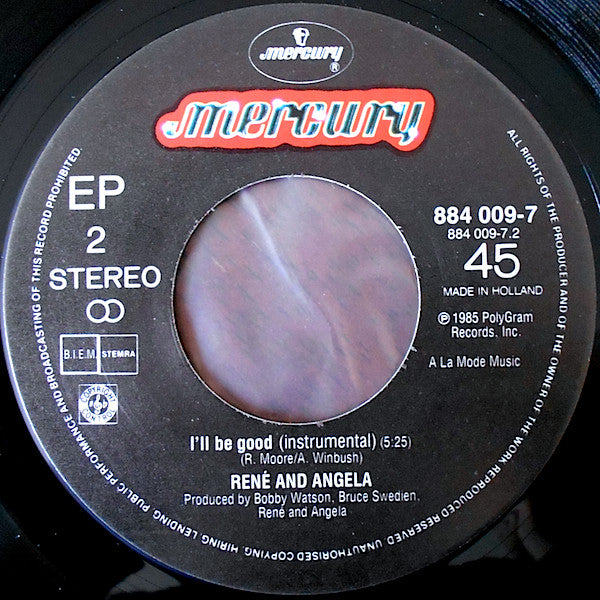 mercury
®
mercury
EP
2
STEREO
884 009-7
884 009-7.2
45
MADE IN HOLLAND
℗ 1985 PolyGram
Records, Inc.
A La Mode Music
B.I.E.M. STEMRA
COPYRIGHT CONTROL
I'll be good (instrumental) (5:25)
(R. Moore/A. Winbush)
RENÉ AND ANGELA
Produced by Bobby Watson, Bruce Swedien,
René and Angela
ALL RIGHTS OF THE PRODUCER AND OF THE OWNER OF THE WORK REPRODUCED RESERVED. UNAUTHORISED COPYING, HIRING, LENDING, PUBLIC PERFORMANCE AND BROADCASTING OF THIS RECORD PROHIBITED.